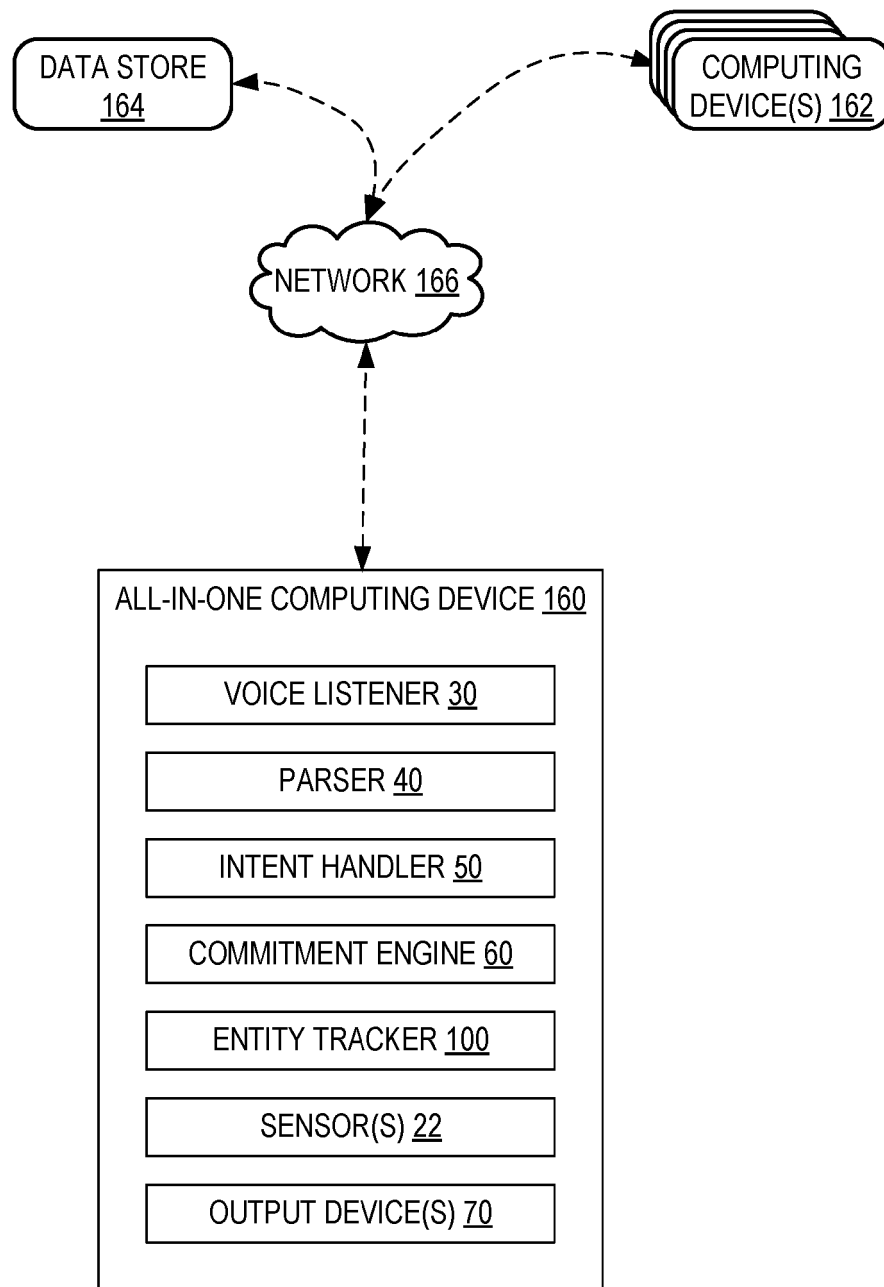 DATA STORE
164
COMPUTING
DEVICE(S) 162
NETWORK 166
ALL-IN-ONE COMPUTING DEVICE 160
VOICE LISTENER 30
PARSER 40
INTENT HANDLER 50
COMMITMENT ENGINE 60
ENTITY TRACKER 100
SENSOR(S) 22
OUTPUT DEVICE(S) 70